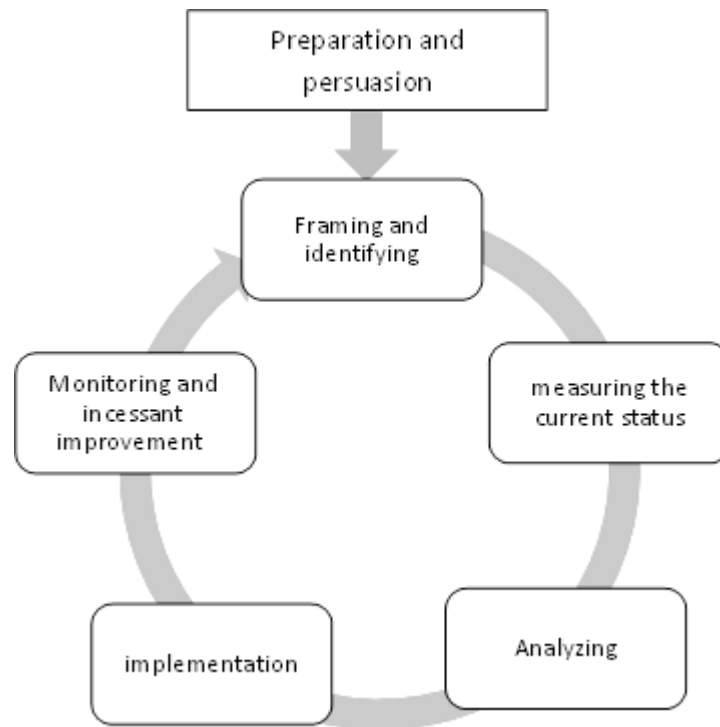 Preparation and
persuasion
Framing and
identifying
measuring the
current status
Analyzing
implementation
Monitoring and
incessant
improvement